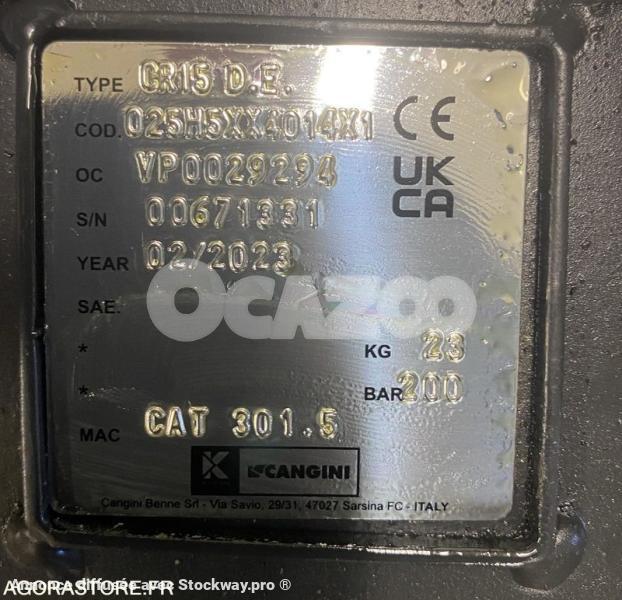 TYPE CR15 D.E.
COD. 025H5XX4014X1 CE
OC VP0029294 UK
CA
S/N 00671331
YEAR 02/2023
OCAZOO
SAE.
* KG 23
* BAR 200
MAC CAT 301.5
K CANGINI
Cangini Benne Srl - Via Savio, 29/31, 47027 Sarsina FC - ITALY
Annonce diffusée avec Stockway.pro ®
AGORASTORE.FR